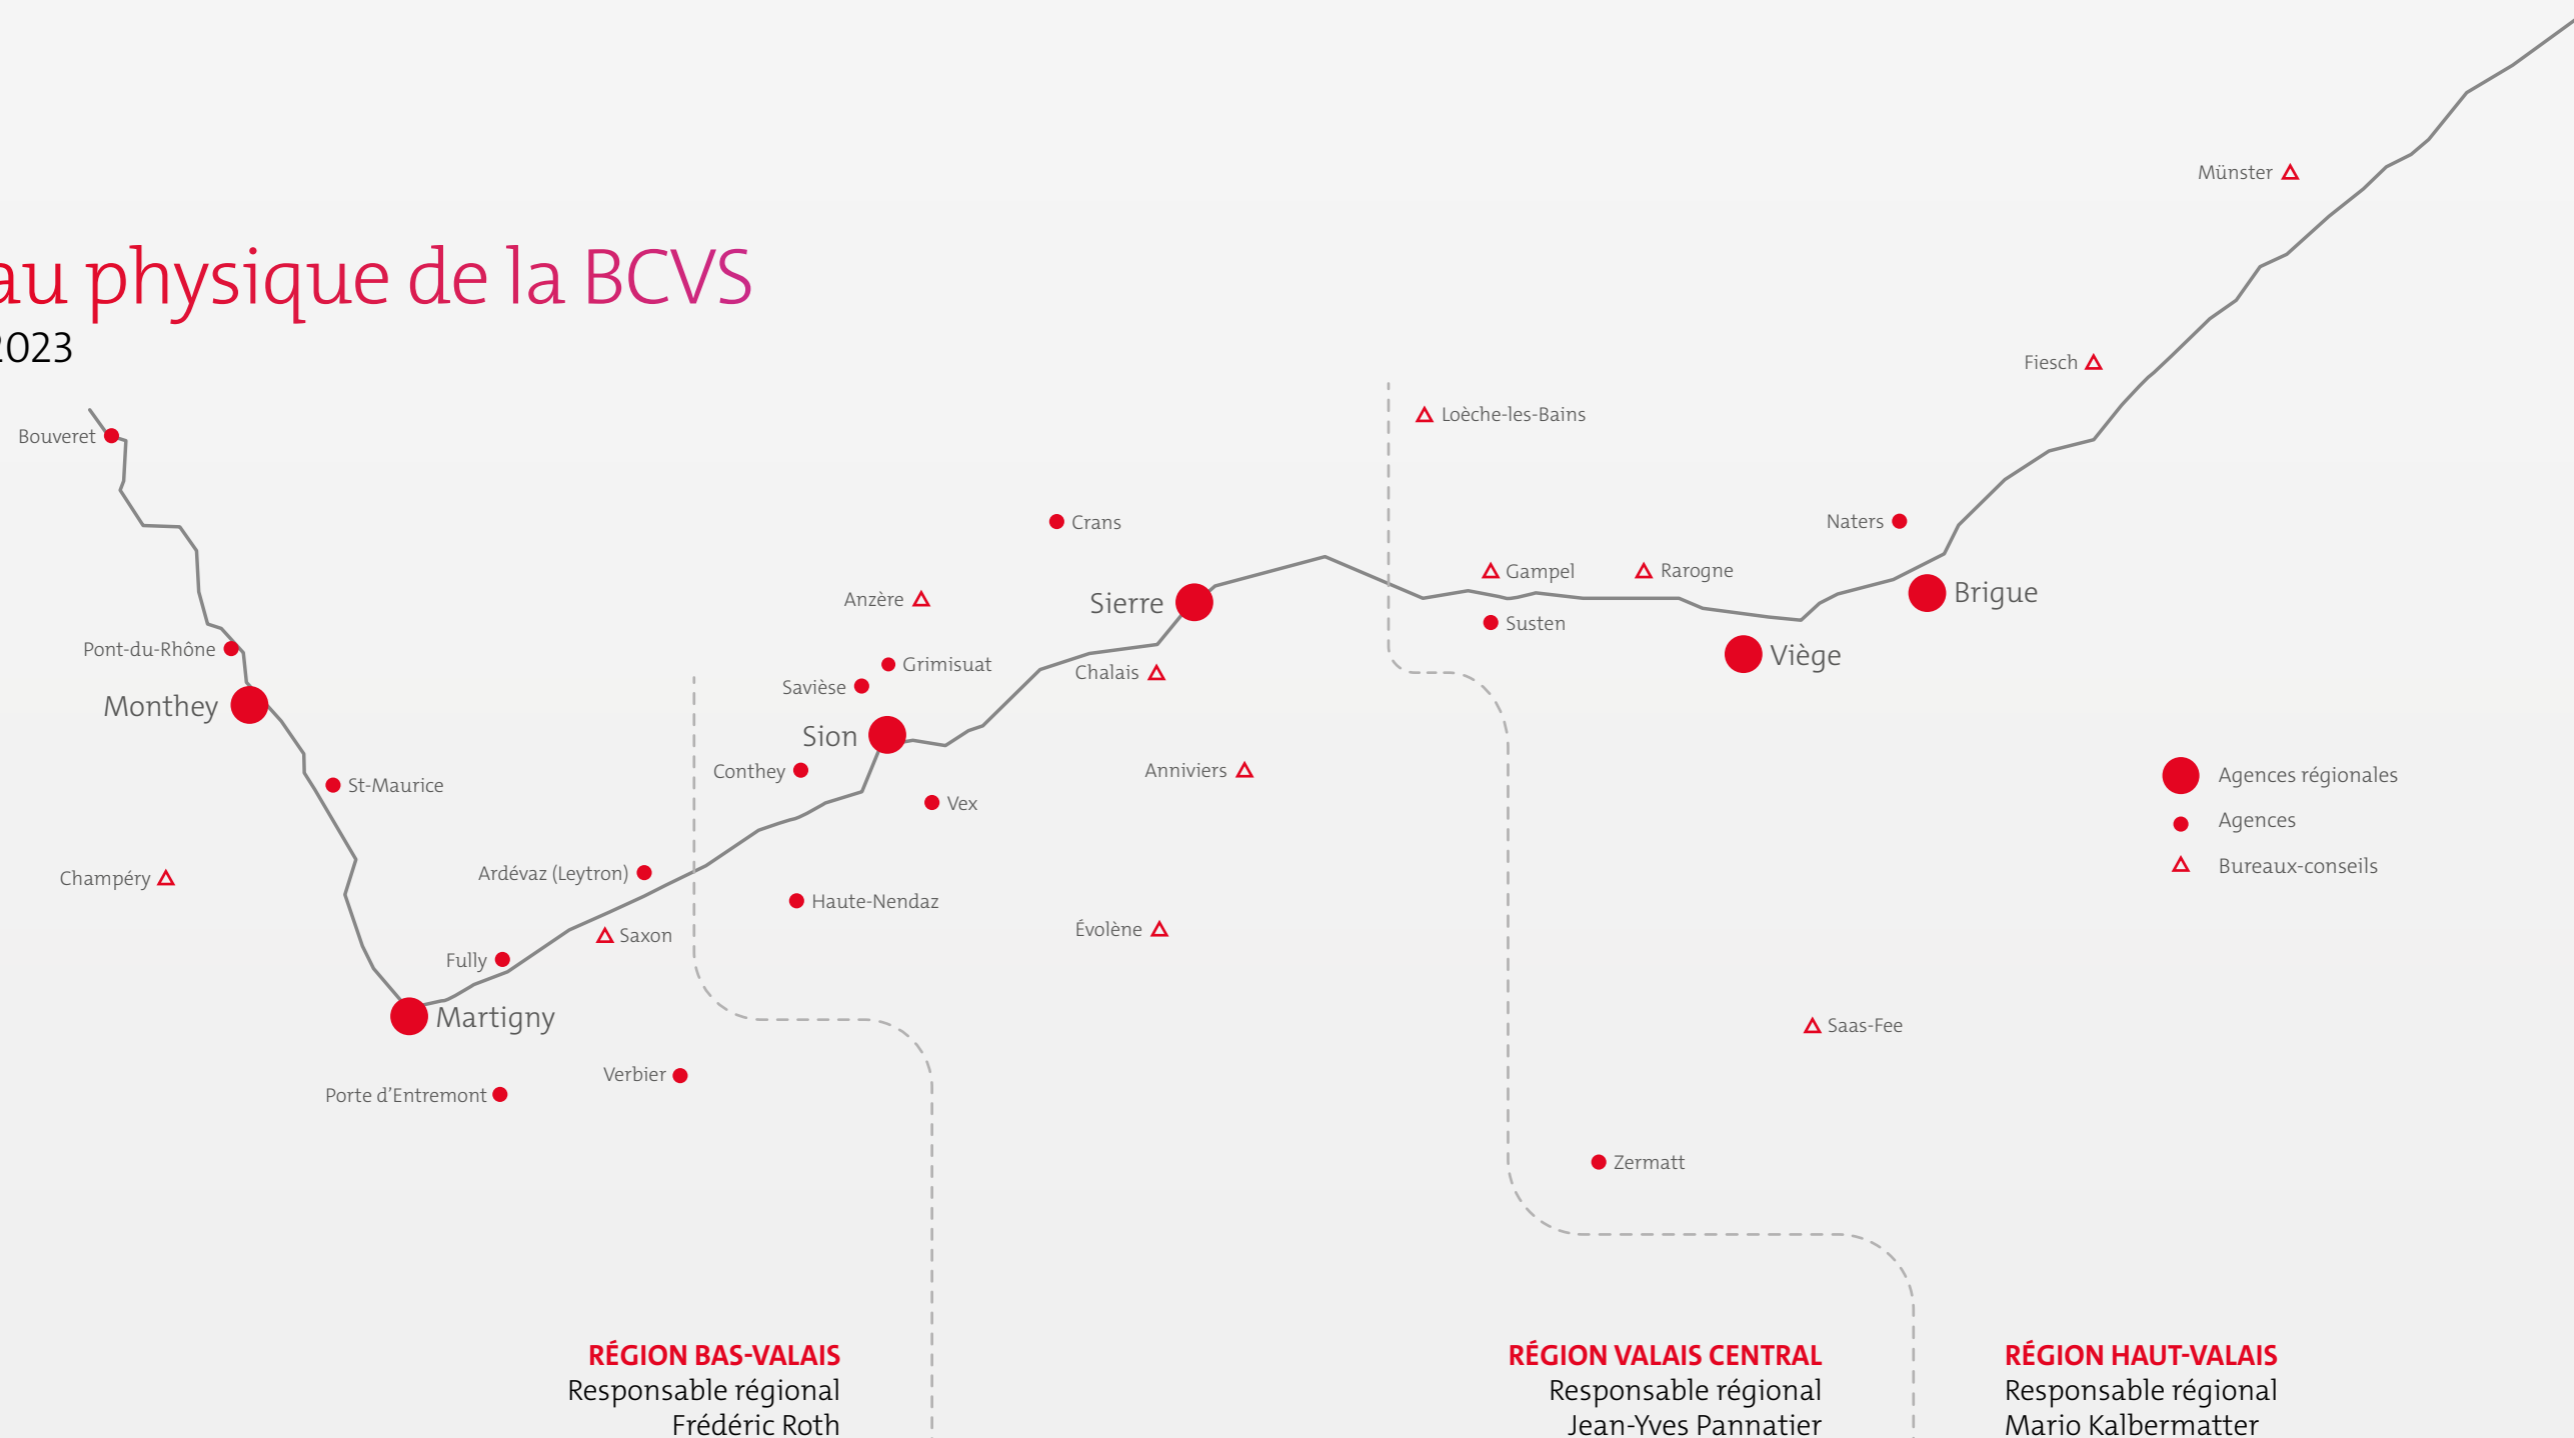 au physique de la BCVS
2023
Münster
Fiesch
Loèche-les-Bains
Bouveret
Crans
Naters
Gampel
Rarogne
Anzère
Sierre
Brigue
Susten
Pont-du-Rhône
Viège
Grimisuat
Chalais
Savièse
Monthey
Sion
Conthey
Anniviers
Agences régionales
St-Maurice
Vex
Agences
Bureaux-conseils
Champéry
Ardévaz (Leytron)
Haute-Nendaz
Évolène
Saxon
Fully
Martigny
Saas-Fee
Verbier
Porte d’Entremont
Zermatt
RÉGION BAS-VALAIS
Responsable régional
Frédéric Roth
RÉGION VALAIS CENTRAL
Responsable régional
Jean-Yves Pannatier
RÉGION HAUT-VALAIS
Responsable régional
Mario Kalbermatter